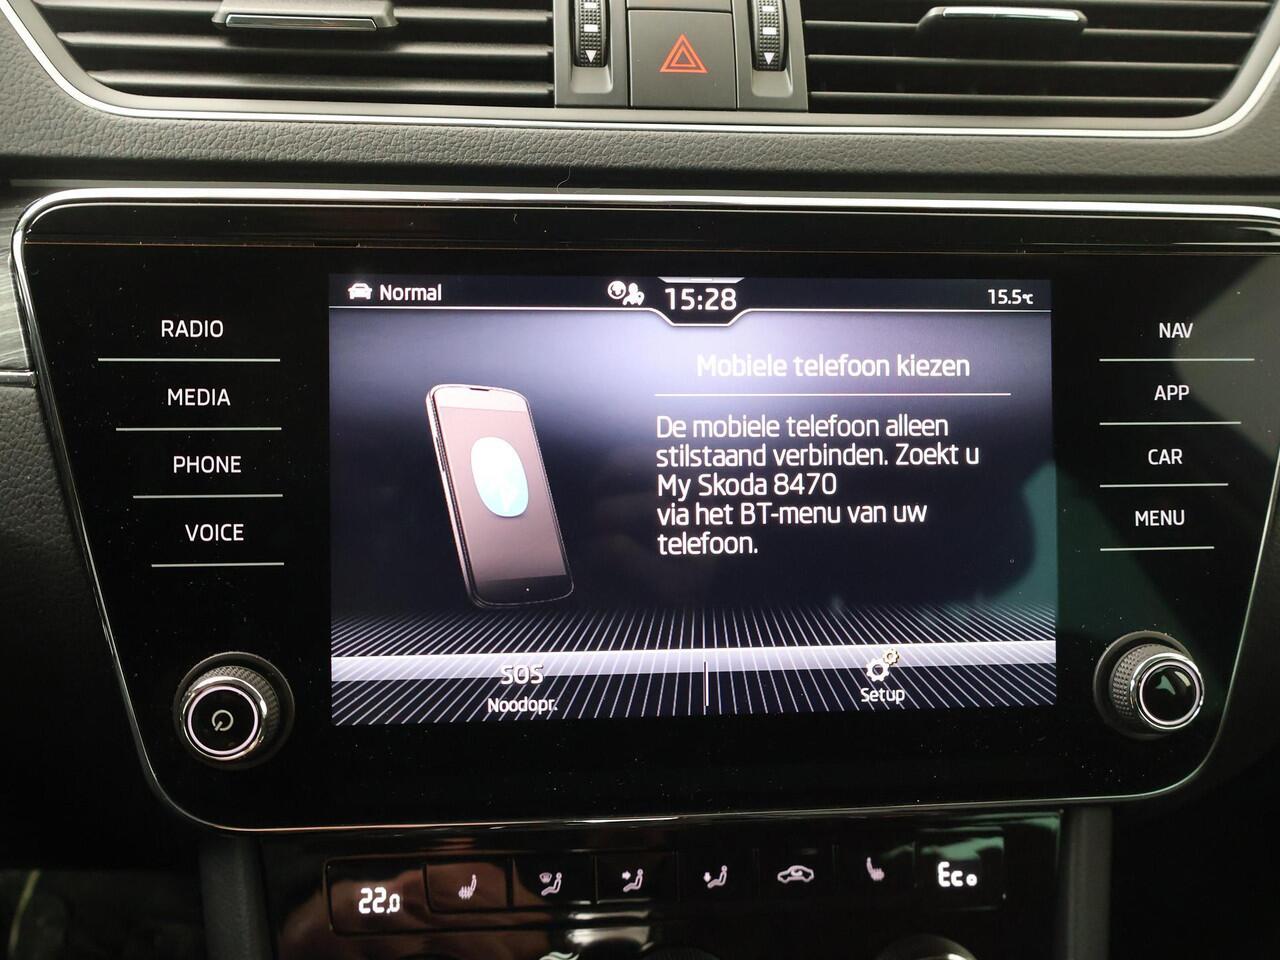 Normal
15:28
15.5°C
RADIO
MEDIA
PHONE
VOICE
Mobiele telefoon kiezen
De mobiele telefoon alleen
stilstaand verbinden. Zoekt u
My Skoda 8470
via het BT-menu van uw
telefoon.
NAV
APP
CAR
MENU
SOS
Noodopr.
Setup
22.0
Eco